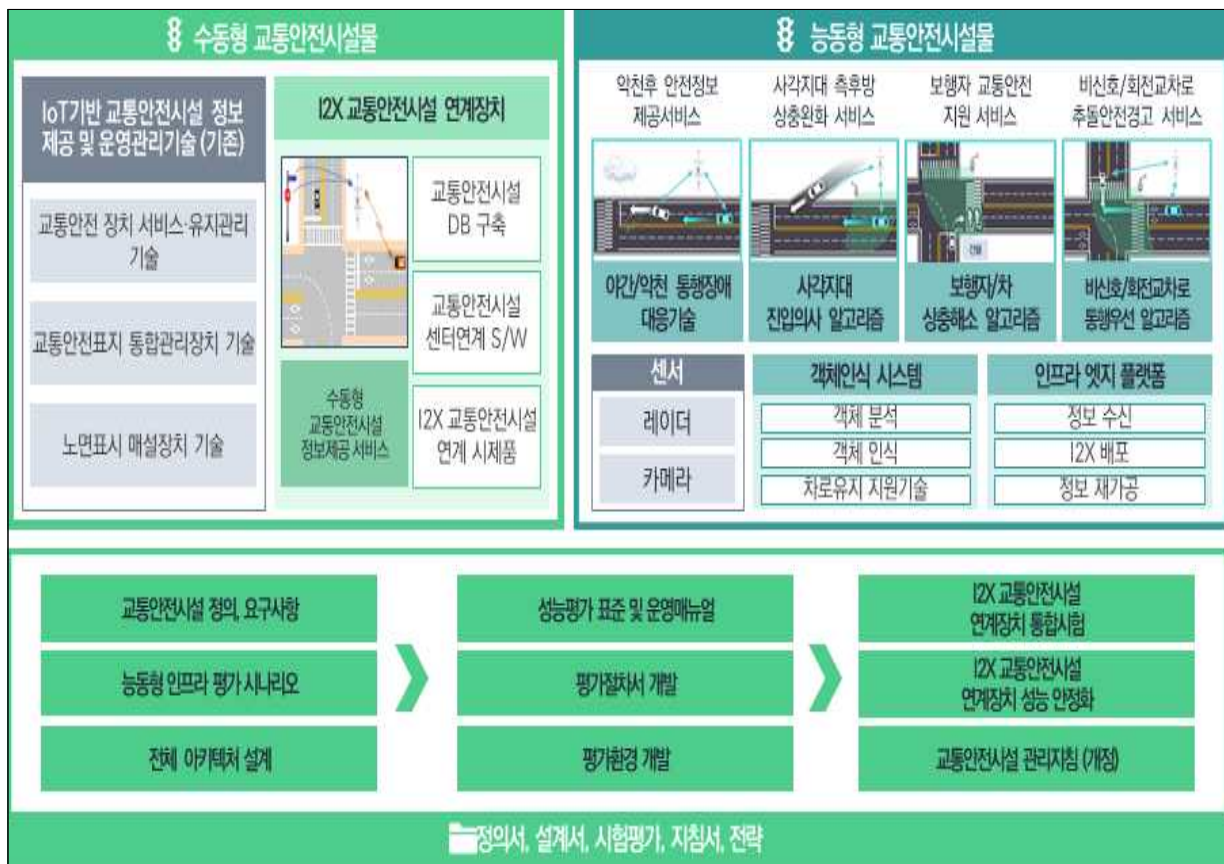 수동형 교통안전시설물
IoT기반 교통안전시설 정보
제공 및 운영관리기술 (기존)
교통안전 장치 서비스·유지관리
기술
교통안전표지 통합관리장치 기술
노면표시 매설장치 기술
I2X 교통안전시설 연계장치
수동형
교통안전시설
정보제공 서비스
교통안전시설
DB 구축
교통안전시설
센터연계 S/W
I2X 교통안전시설
연계 시제품
능동형 교통안전시설물
악천후 안전정보
제공서비스
사각지대 측후방
상충완화 서비스
보행자 교통안전
지원 서비스
비신호/회전교차로
추돌안전경고 서비스
야간/악천 통행장애
대응기술
사각지대
진입의사 알고리즘
보행자/차
상충해소 알고리즘
비신호/회전교차로
통행우선 알고리즘
센서
레이더
카메라
객체인식 시스템
객체 분석
객체 인식
차로유지 지원기술
인프라 엣지 플랫폼
정보 수신
I2X 배포
정보 재가공
교통안전시설 정의, 요구사항
능동형 인프라 평가 시나리오
전체 아키텍처 설계
성능평가 표준 및 운영매뉴얼
평가절차서 개발
평가환경 개발
I2X 교통안전시설
연계장치 통합시험
I2X 교통안전시설
연계장치 성능 안정화
교통안전시설 관리지침 (개정)
정의서, 설계서, 시험평가, 지침서, 전략